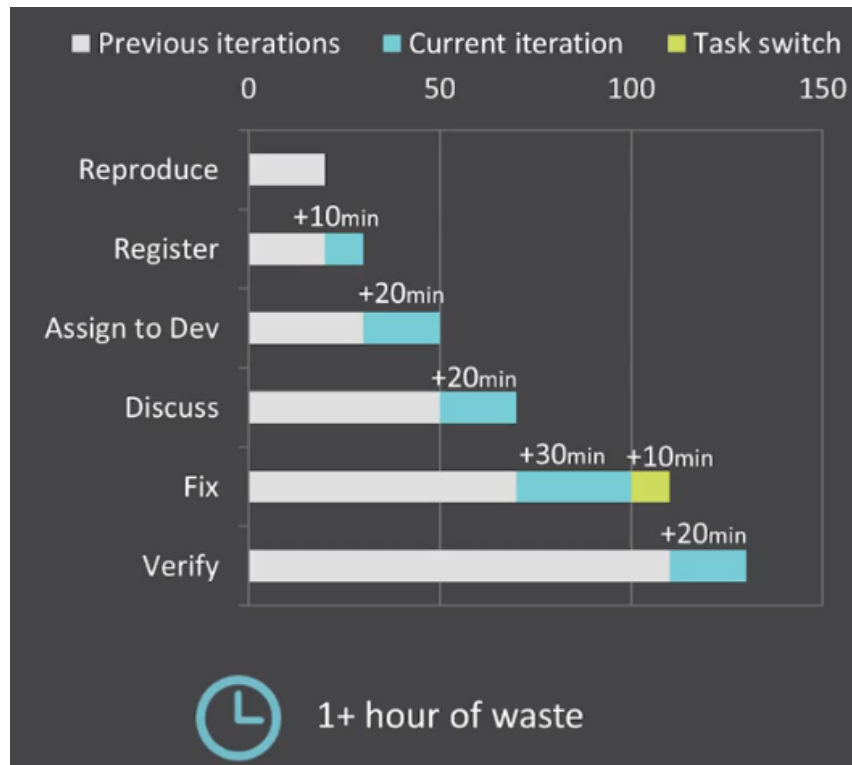 Previous iterations Current iteration Task switch
0 50 100 150
Reproduce
+10min
Register
+20min
Assign to Dev
+20min
Discuss
+30min +10min
Fix
+20min
Verify
1+ hour of waste